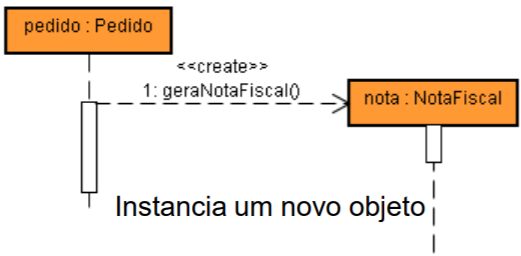 pedido : Pedido
<<create>>
1: geraNotaFiscal()
nota : NotaFiscal
Instancia um novo objeto